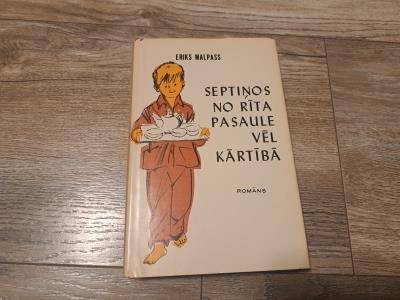 ERIKS MALPASS
SEPTIŅOS
NO RĪTA
PASAULE
VĒL
KĀRTĪBĀ
ROMĀNS